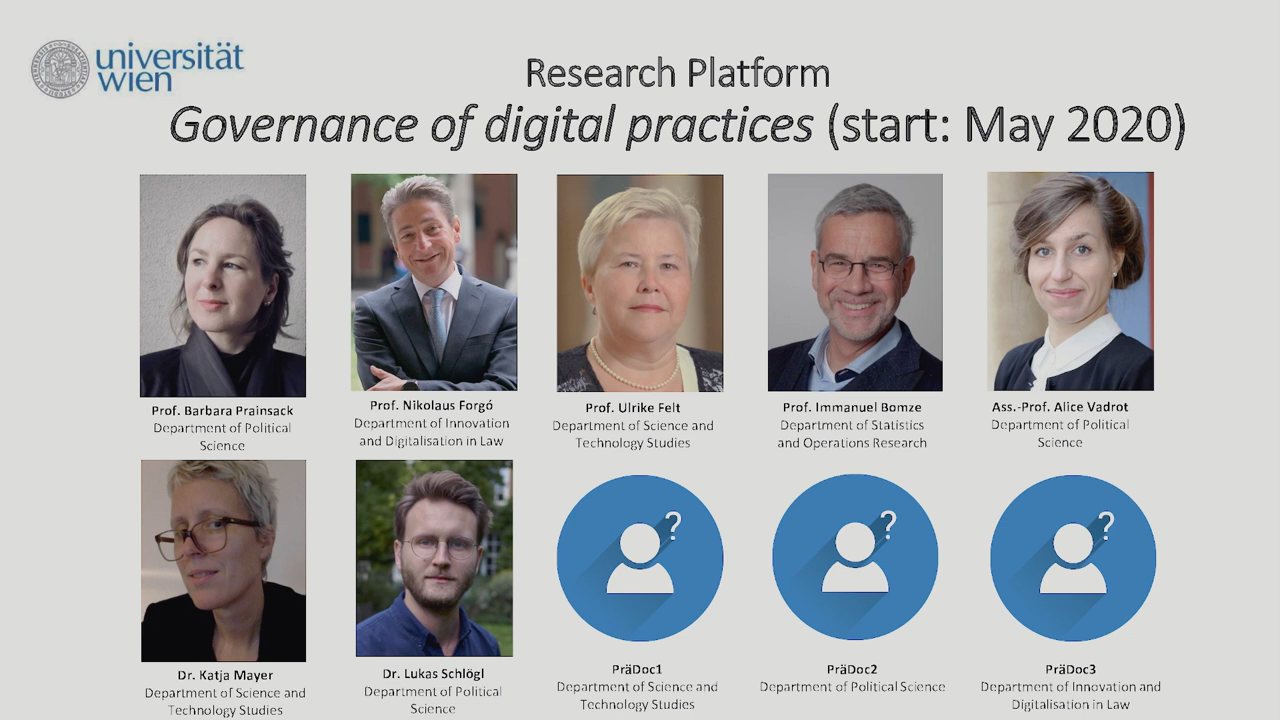 universität
wien
Research Platform
Governance of digital practices (start: May 2020)
Prof. Barbara Prainsack
Department of Political
Science
Prof. Nikolaus Forgó
Department of Innovation
and Digitalisation in Law
Prof. Ulrike Felt
Department of Science and
Technology Studies
Prof. Immanuel Bomze
Department of Statistics
and Operations Research
Ass.-Prof. Alice Vadrot
Department of Political
Science
Dr. Katja Mayer
Department of Science and
Technology Studies
Dr. Lukas Schlögl
Department of Political
Science
?
PräDoc1
Department of Science and
Technology Studies
?
PräDoc2
Department of Political Science
?
PräDoc3
Department of Innovation and
Digitalisation in Law